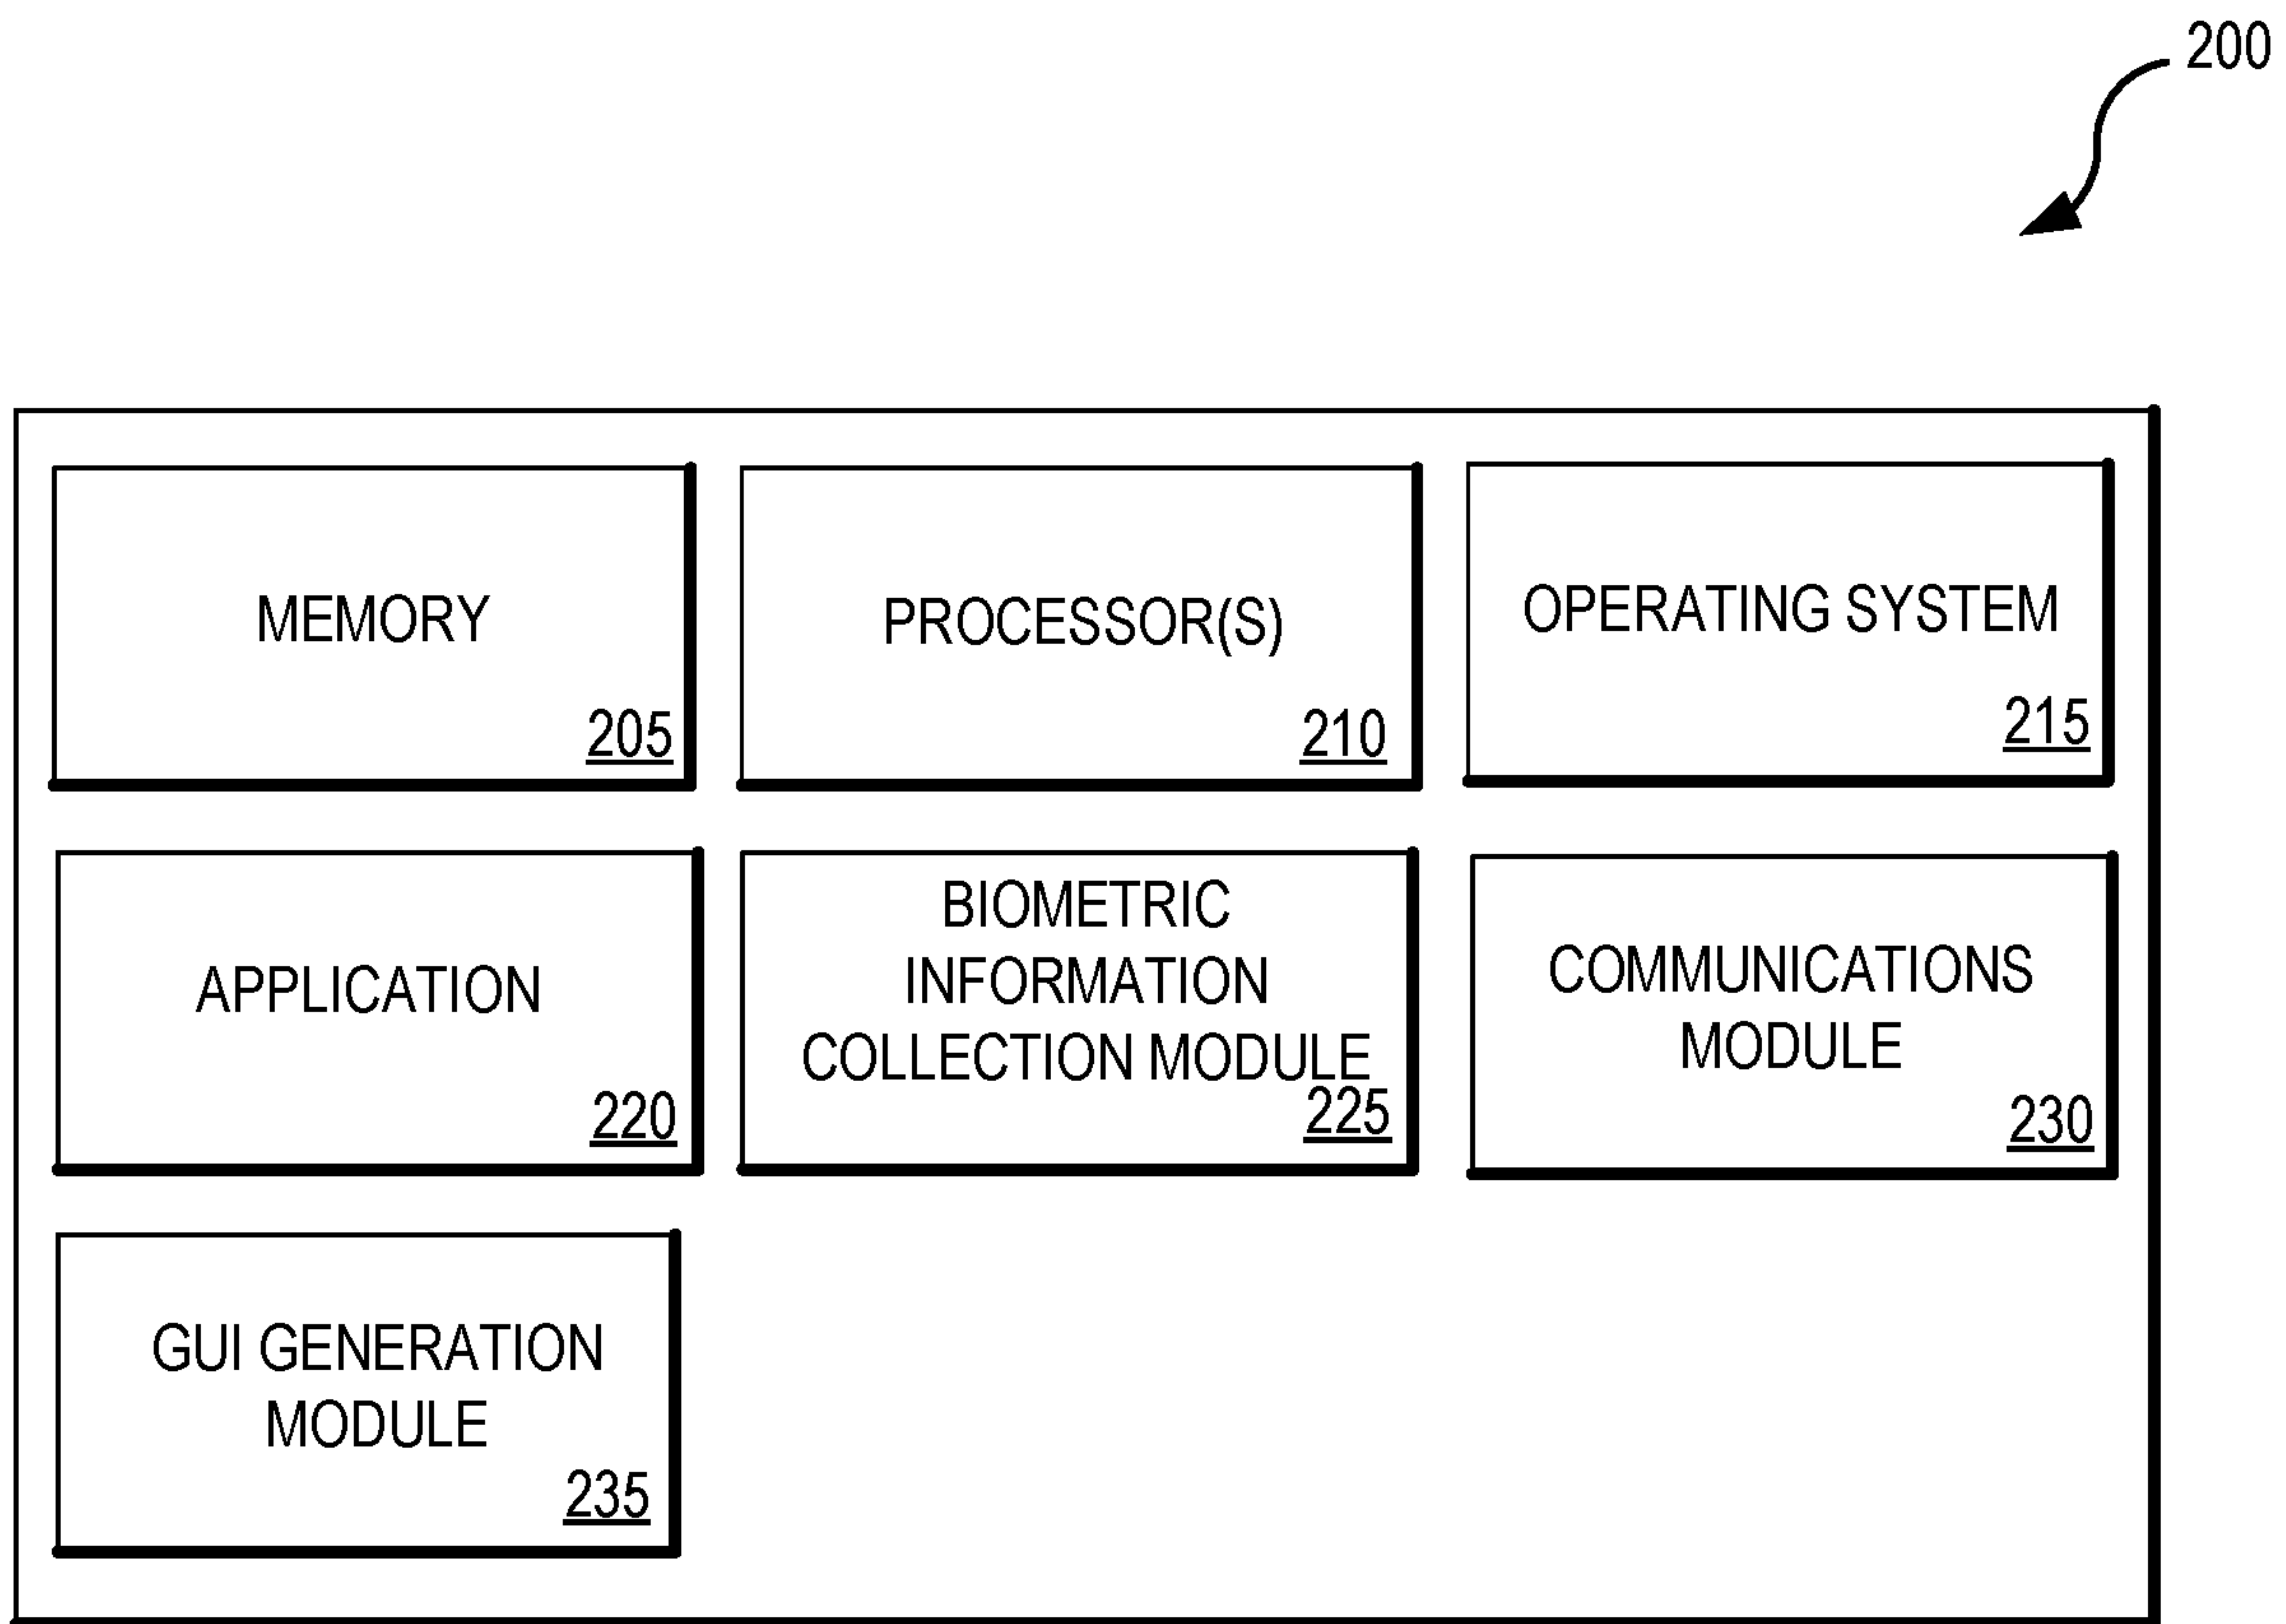 200
MEMORY
205
PROCESSOR(S)
210
OPERATING SYSTEM
215
APPLICATION
220
BIOMETRIC
INFORMATION
COLLECTION MODULE
225
COMMUNICATIONS
MODULE
230
GUI GENERATION
MODULE
235